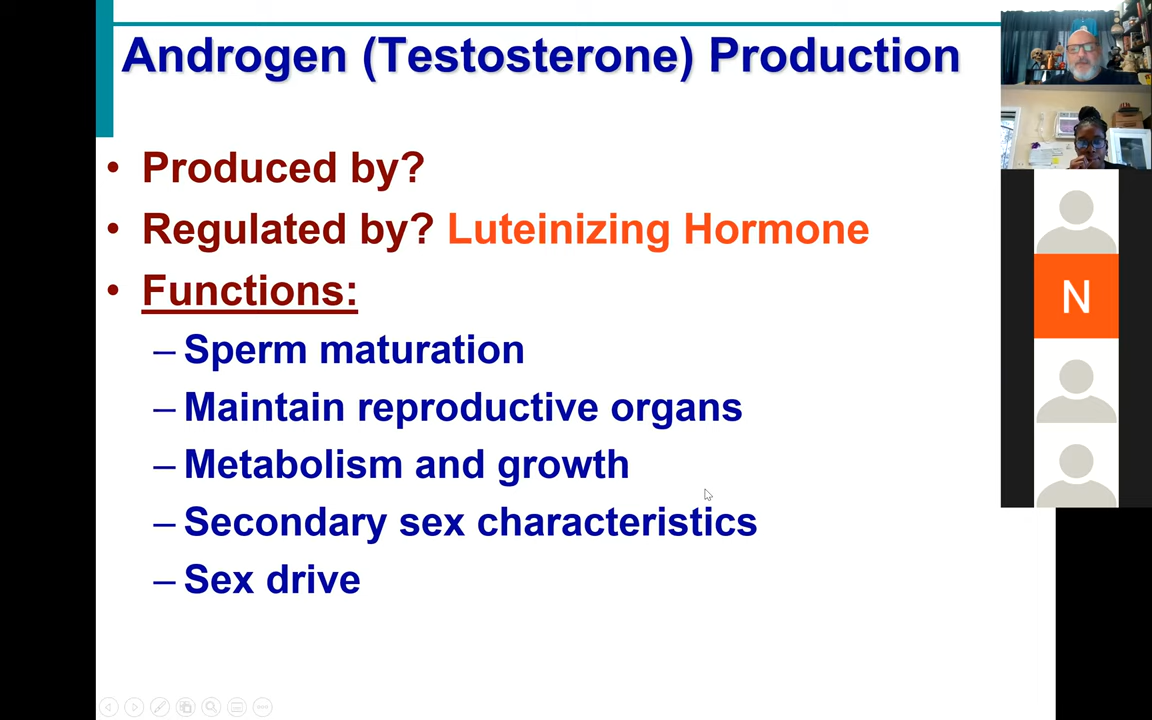 Androgen (Testosterone) Production
• Produced by?
• Regulated by? Luteinizing Hormone
• Functions:
– Sperm maturation
– Maintain reproductive organs
– Metabolism and growth
– Secondary sex characteristics
– Sex drive
N